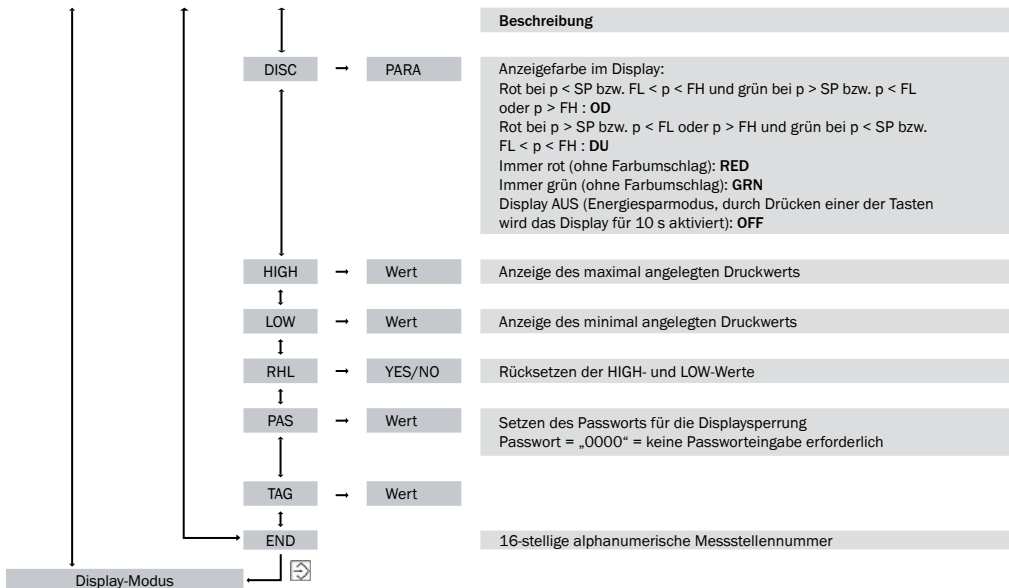 Beschreibung
DISC PARA Anzeigefarbe im Display:
Rot bei p < SP bzw. FL < p < FH und grün bei p > SP bzw. p < FL
oder p > FH : OD
Rot bei p > SP bzw. p < FL oder p > FH und grün bei p < SP bzw.
FL < p < FH : DU
Immer rot (ohne Farbumschlag): RED
Immer grün (ohne Farbumschlag): GRN
Display AUS (Energiesparmodus, durch Drücken einer der Tasten
wird das Display für 10 s aktiviert): OFF
HIGH Wert Anzeige des maximal angelegten Druckwerts
LOW Wert Anzeige des minimal angelegten Druckwerts
RHL YES/NO Rücksetzen der HIGH- und LOW-Werte
PAS Wert Setzen des Passworts für die Displaysperrung
Passwort = „0000“ = keine Passworteingabe erforderlich
TAG Wert
END 16-stellige alphanumerische Messstellennummer
Display-Modus